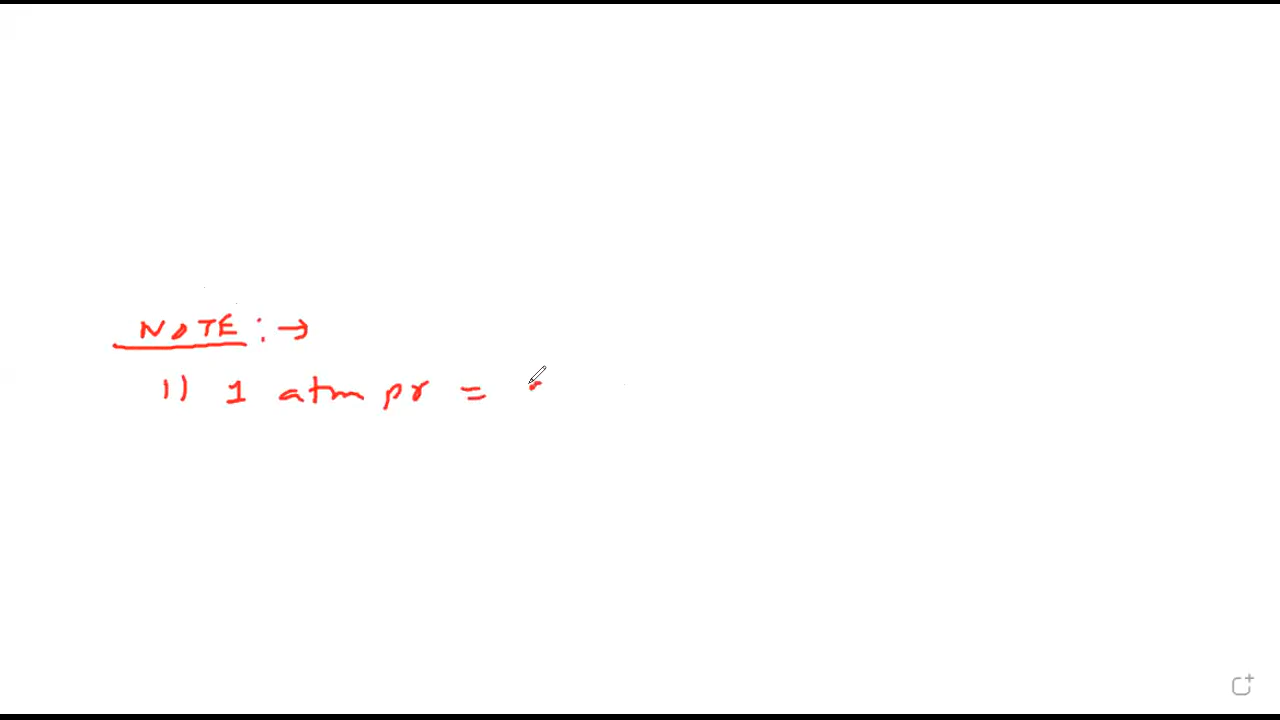 NOTE : →
1) 1 atm pr =